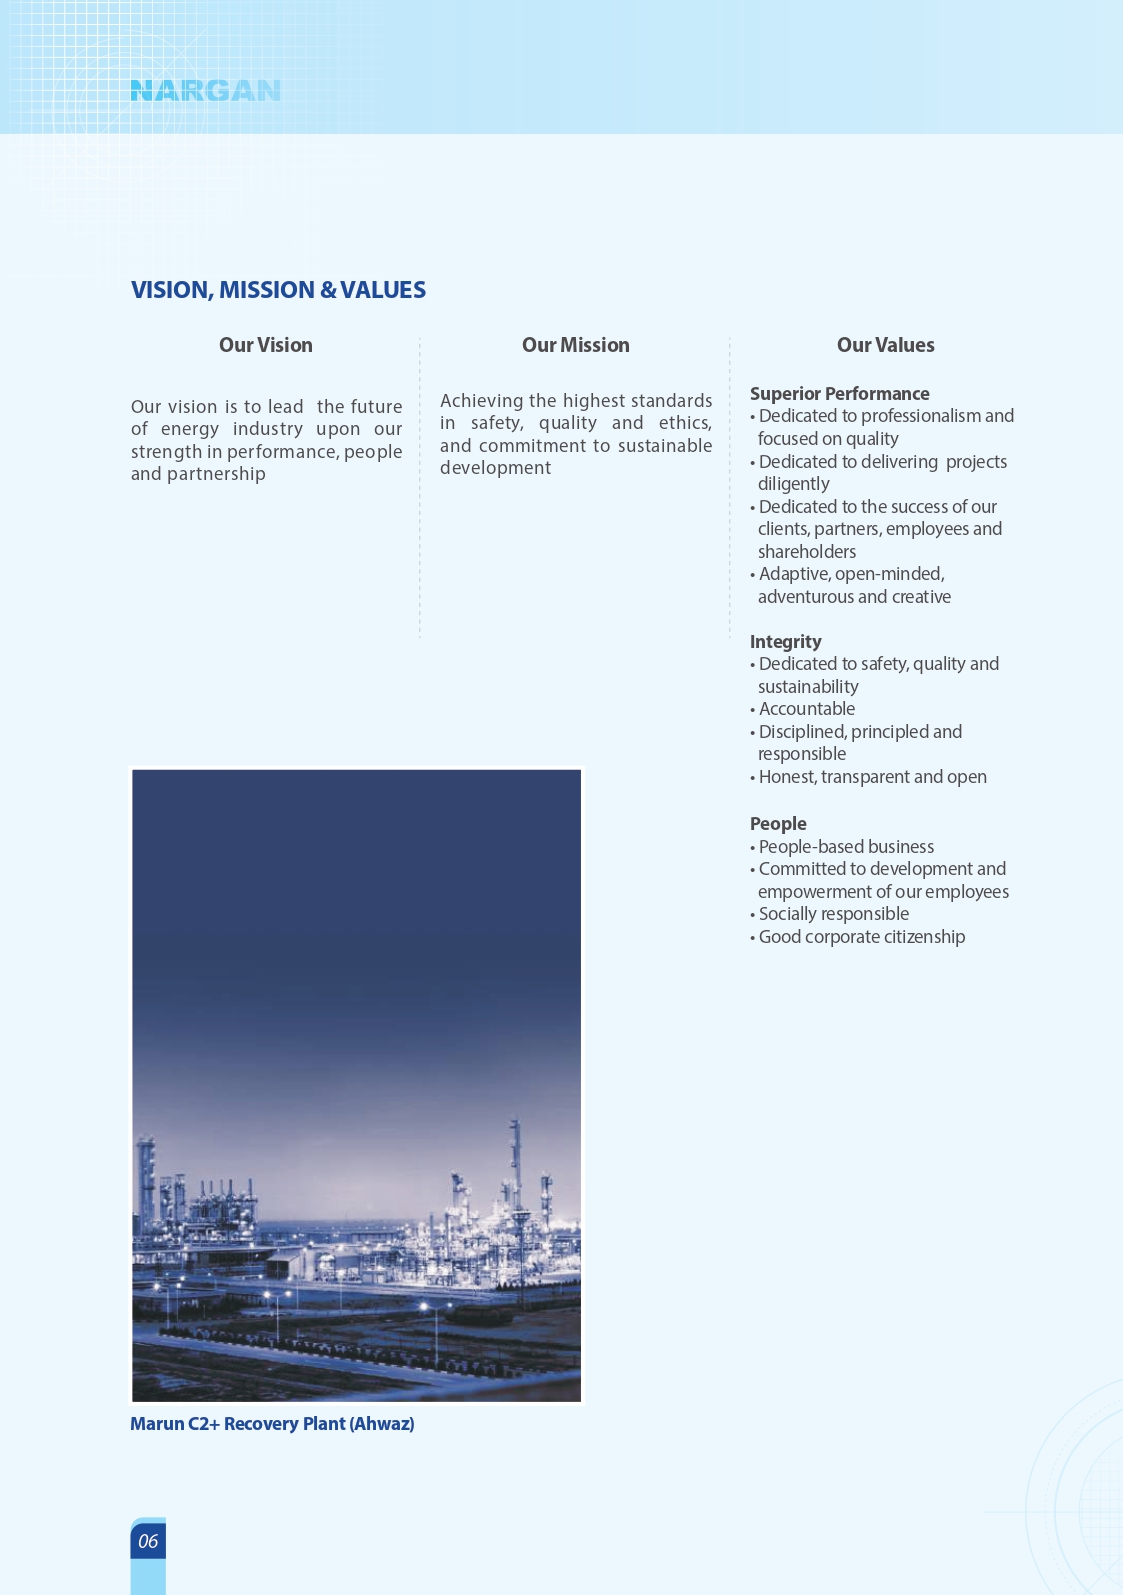 NARGAN
VISION, MISSION & VALUES
Our Vision
Our vision is to lead the future
of energy industry upon our
strength in performance, people
and partnership
Our Mission
Achieving the highest standards
in safety, quality and ethics,
and commitment to sustainable
development
Our Values
Superior Performance
• Dedicated to professionalism and
focused on quality
• Dedicated to delivering projects
diligently
• Dedicated to the success of our
clients, partners, employees and
shareholders
• Adaptive, open-minded,
adventurous and creative
Integrity
• Dedicated to safety, quality and
sustainability
• Accountable
• Disciplined, principled and
responsible
• Honest, transparent and open
People
• People-based business
• Committed to development and
empowerment of our employees
• Socially responsible
• Good corporate citizenship
Marun C2+ Recovery Plant (Ahwaz)
06